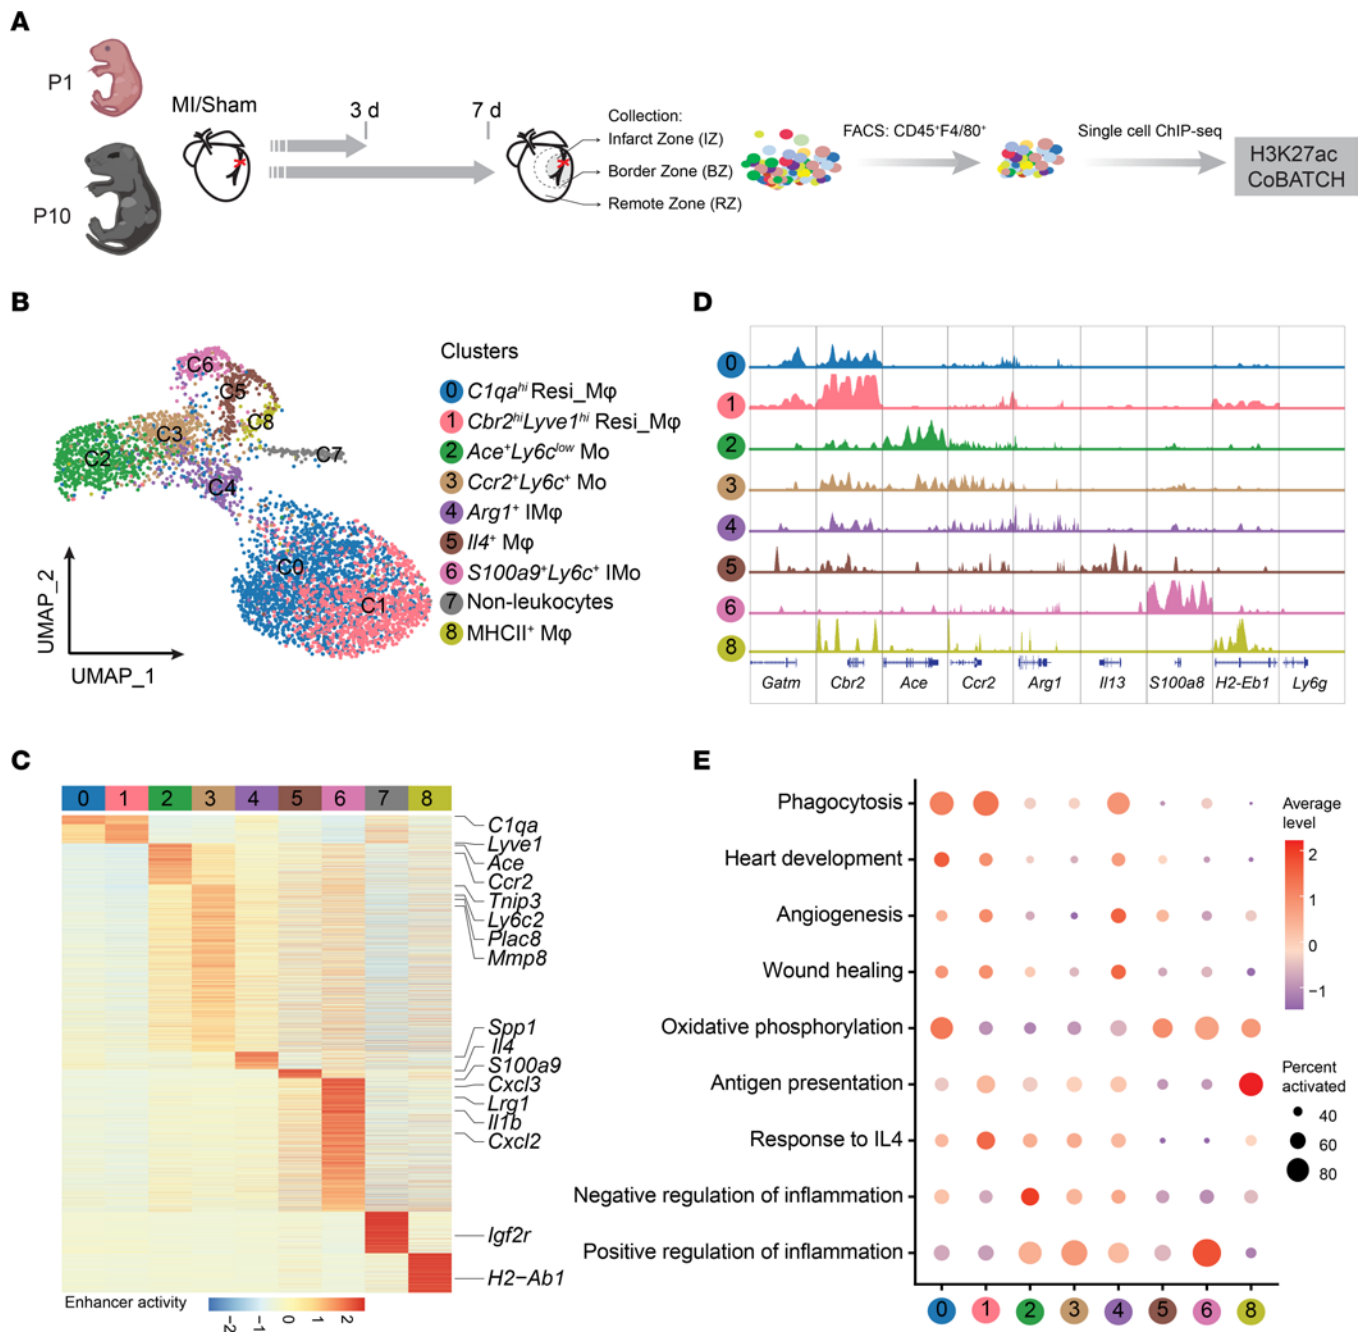 A
P1
P10
MI/Sham
3 d
7 d
Collection:
Infarct Zone (IZ)
Border Zone (BZ)
Remote Zone (RZ)
FACS: CD45⁺F4/80⁺
Single cell ChIP-seq
H3K27ac
CoBATCH
B
C6
C5
C8
C3
C2
C7
C4
C0
C1
UMAP_2
UMAP_1
Clusters
0 C1qaʰⁱ Resi_Mφ
1 Cbr2ʰⁱLyve1ʰⁱ Resi_Mφ
2 Ace⁺Ly6cˡᵒʷ Mo
3 Ccr2⁺Ly6c⁺ Mo
4 Arg1⁺ IMφ
5 Il4⁺ Mφ
6 S100a9⁺Ly6c⁺ IMo
7 Non-leukocytes
8 MHCII⁺ Mφ
D
0
1
2
3
4
5
6
8
Gatm Cbr2 Ace Ccr2 Arg1 Il13 S100a8 H2-Eb1 Ly6g
C
0 1 2 3 4 5 6 7 8
C1qa
Lyve1
Ace
Ccr2
Tnip3
Ly6c2
Plac8
Mmp8
Spp1
Il4
S100a9
Cxcl3
Lrg1
Il1b
Cxcl2
Igf2r
H2−Ab1
Enhancer activity
−2 −1 0 1 2
E
Phagocytosis
Heart development
Angiogenesis
Wound healing
Oxidative phosphorylation
Antigen presentation
Response to IL4
Negative regulation of inflammation
Positive regulation of inflammation
0 1 2 3 4 5 6 8
Average
level
2
1
0
−1
Percent
activated
40
60
80